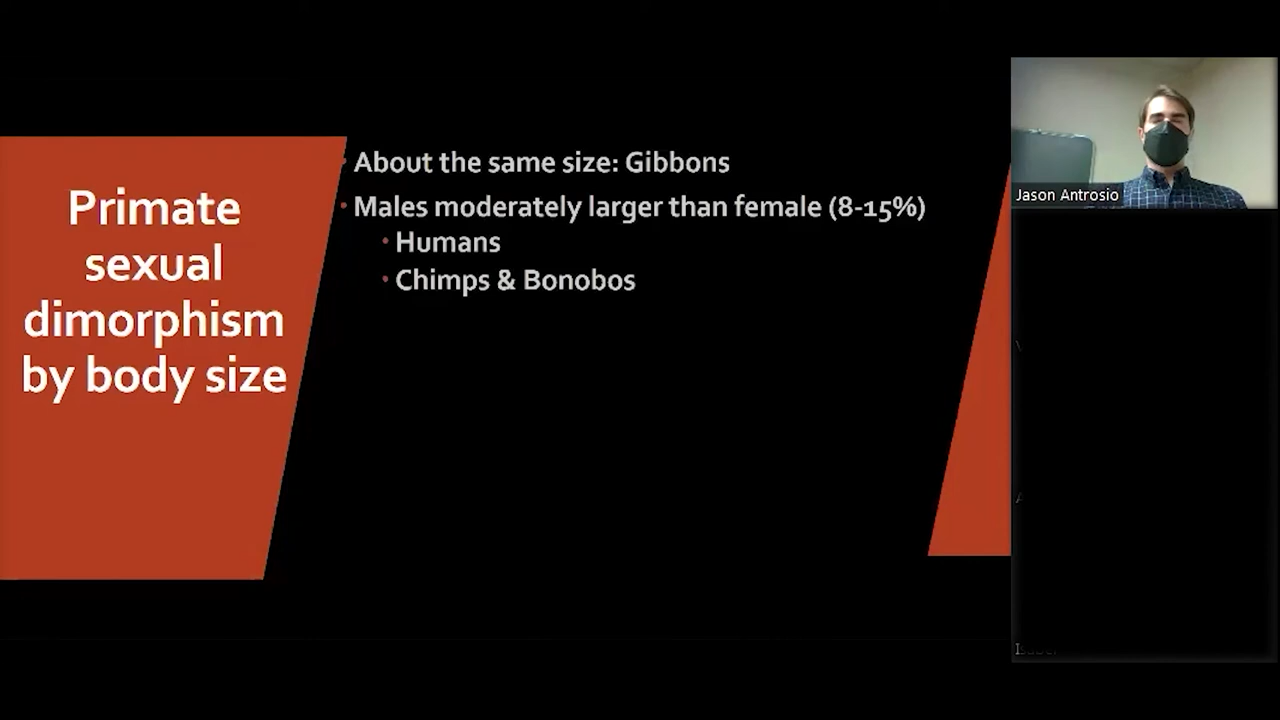 Primate
sexual
dimorphism
by body size
• About the same size: Gibbons
• Males moderately larger than female (8-15%)
• Humans
• Chimps & Bonobos
Jason Antrosio